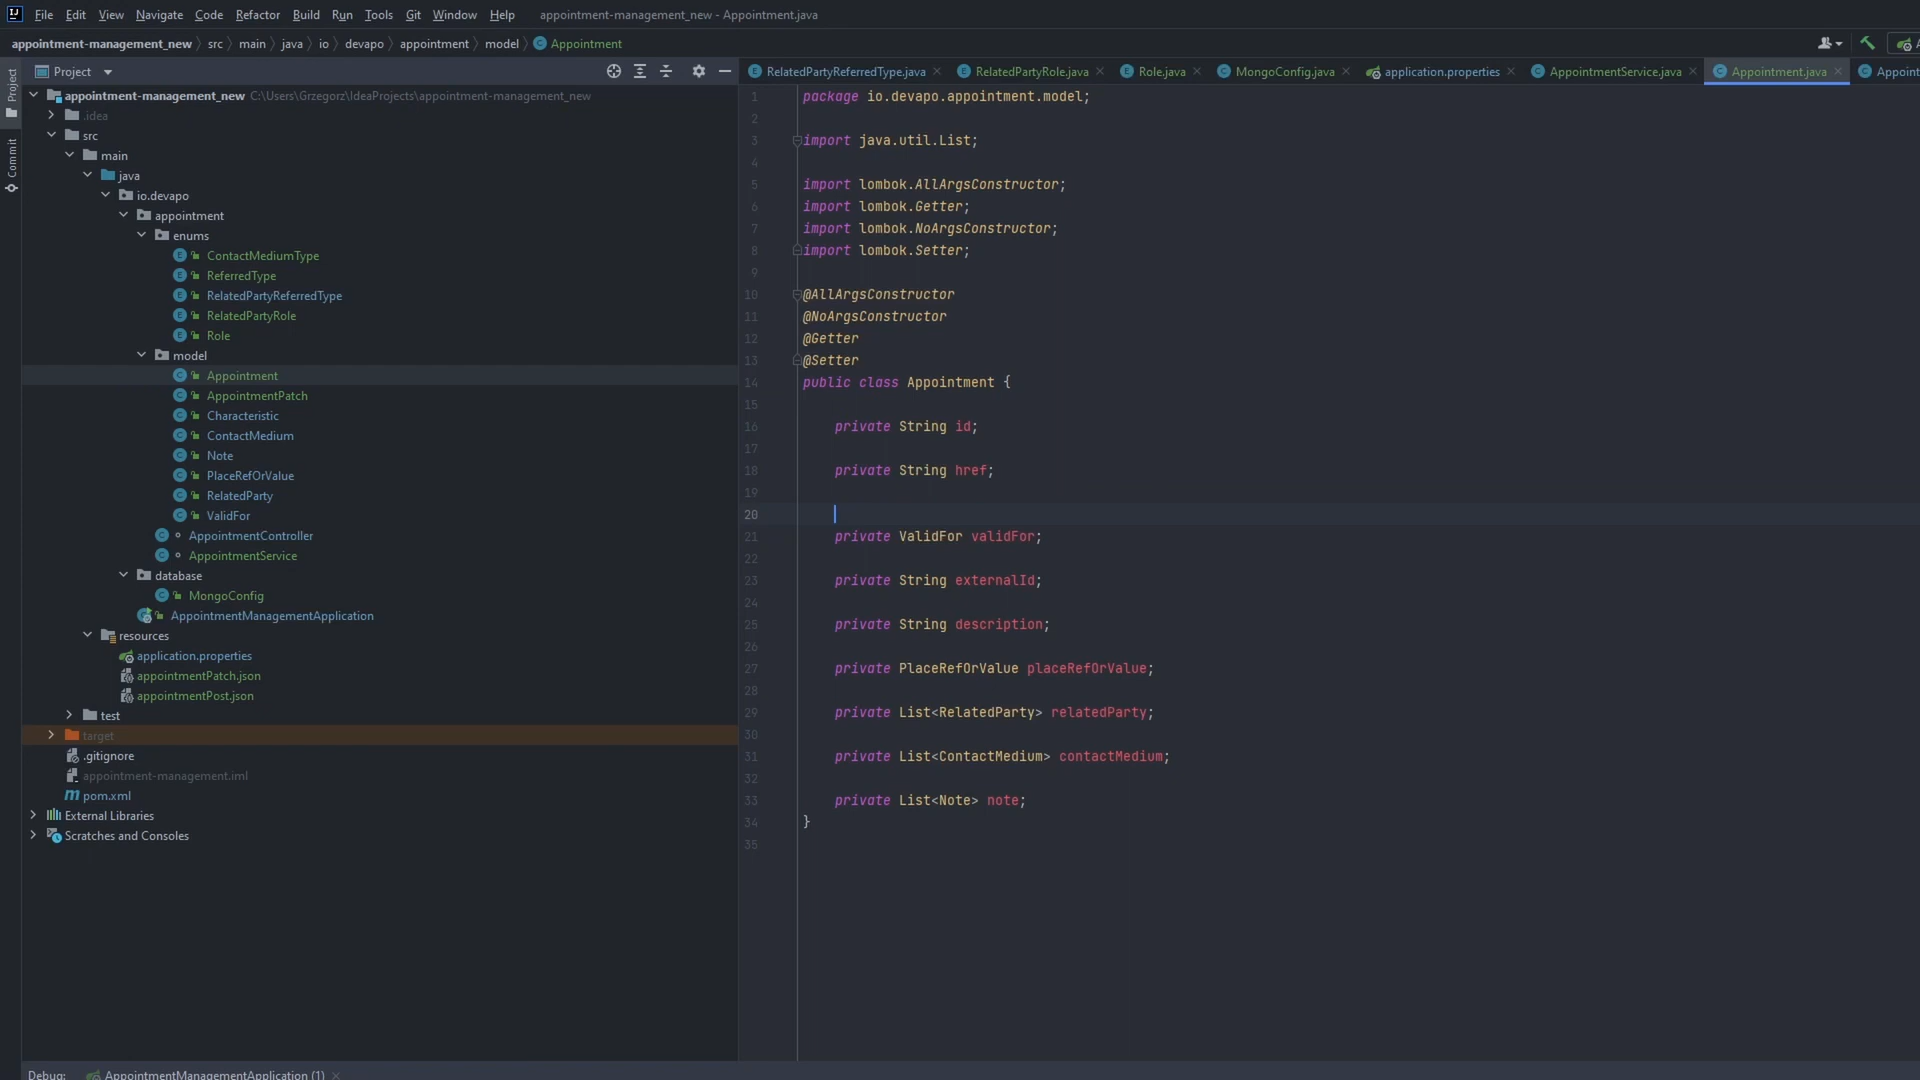 File Edit View Navigate Code Refactor Build Run Tools Git Window Help appointment-management_new - Appointment.java
appointment-management_new src main java io devapo appointment model Appointment
Project
Commit
Project
appointment-management_new C:\Users\Grzegorz\IdeaProjects\appointment-management_new
.idea
src
main
java
io.devapo
appointment
enums
ContactMediumType
ReferredType
RelatedPartyReferredType
RelatedPartyRole
Role
model
Appointment
AppointmentPatch
Characteristic
ContactMedium
Note
PlaceRefOrValue
RelatedParty
ValidFor
AppointmentController
AppointmentService
database
MongoConfig
AppointmentManagementApplication
resources
application.properties
appointmentPatch.json
appointmentPost.json
test
target
.gitignore
appointment-management.iml
pom.xml
External Libraries
Scratches and Consoles
RelatedPartyReferredType.java RelatedPartyRole.java Role.java MongoConfig.java application.properties AppointmentService.java Appointment.java Appoint
1 package io.devapo.appointment.model;
2
3 import java.util.List;
4
5 import lombok.AllArgsConstructor;
6 import lombok.Getter;
7 import lombok.NoArgsConstructor;
8 import lombok.Setter;
9
10 @AllArgsConstructor
11 @NoArgsConstructor
12 @Getter
13 @Setter
14 public class Appointment {
15
16 private String id;
17
18 private String href;
19
20
21 private ValidFor validFor;
22
23 private String externalId;
24
25 private String description;
26
27 private PlaceRefOrValue placeRefOrValue;
28
29 private List<RelatedParty> relatedParty;
30
31 private List<ContactMedium> contactMedium;
32
33 private List<Note> note;
34 }
35
Debug: AppointmentManagementApplication (1)